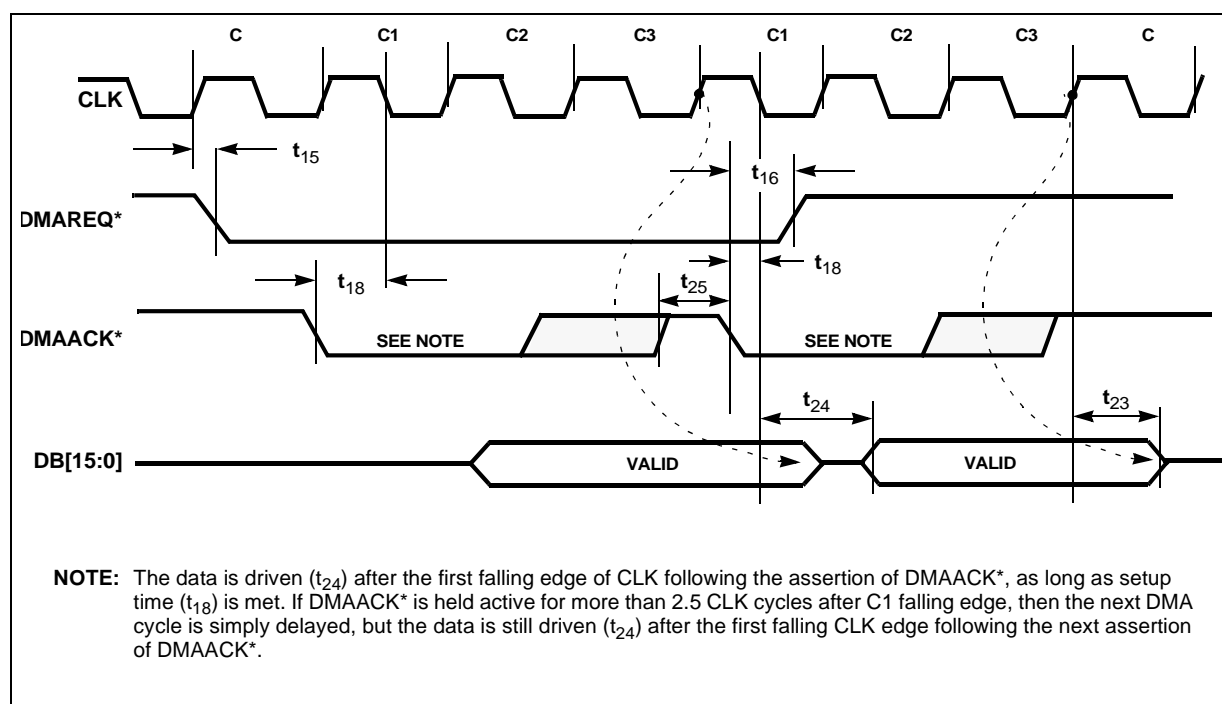 C C1 C2 C3 C1 C2 C3 C
CLK
t15
t16
DMAREQ*
t18
t18
t25
DMAACK*
SEE NOTE
SEE NOTE
t24
t23
DB[15:0]
VALID
VALID
NOTE: The data is driven (t24) after the first falling edge of CLK following the assertion of DMAACK*, as long as setup
time (t18) is met. If DMAACK* is held active for more than 2.5 CLK cycles after C1 falling edge, then the next DMA
cycle is simply delayed, but the data is still driven (t24) after the first falling CLK edge following the next assertion
of DMAACK*.